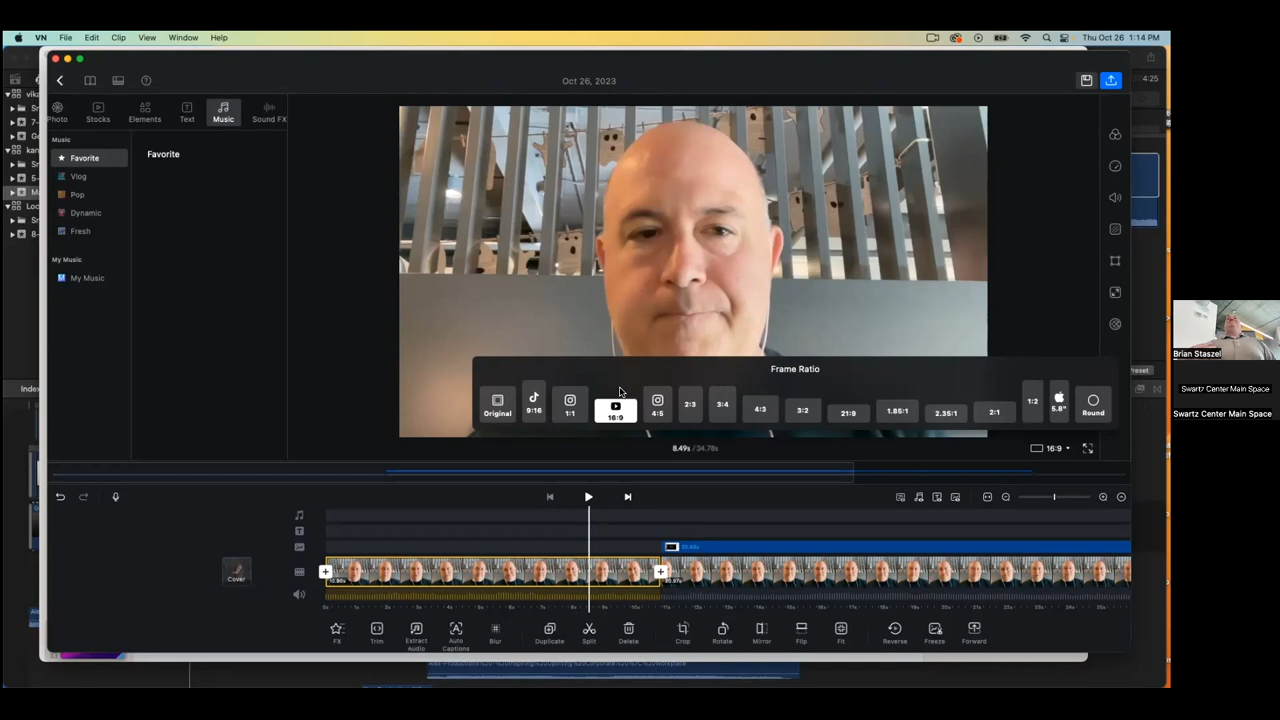 VN File Edit Clip View Window Help
Thu Oct 26 1:14 PM
Oct 26, 2023
4:25
Photo Stocks Elements Text Music Sound FX
Music
Favorite
Favorite
Vlog
Pop
Dynamic
Fresh
My Music
My Music
Frame Ratio
Original 9:16 1:1 16:9 4:5 2:3 3:4 4:3 3:2 21:9 1.85:1 2.35:1 2:1 1:2 5.8" Round
8.49s / 34.78s
16:9
Preset
Index
Cover
FX Trim Extract Audio Auto Captions Blur Duplicate Split Delete Crop Rotate Mirror Flip Fit Reverse Freeze Forward
Brian Staszel
Swartz Center Main Space
Swartz Center Main Space